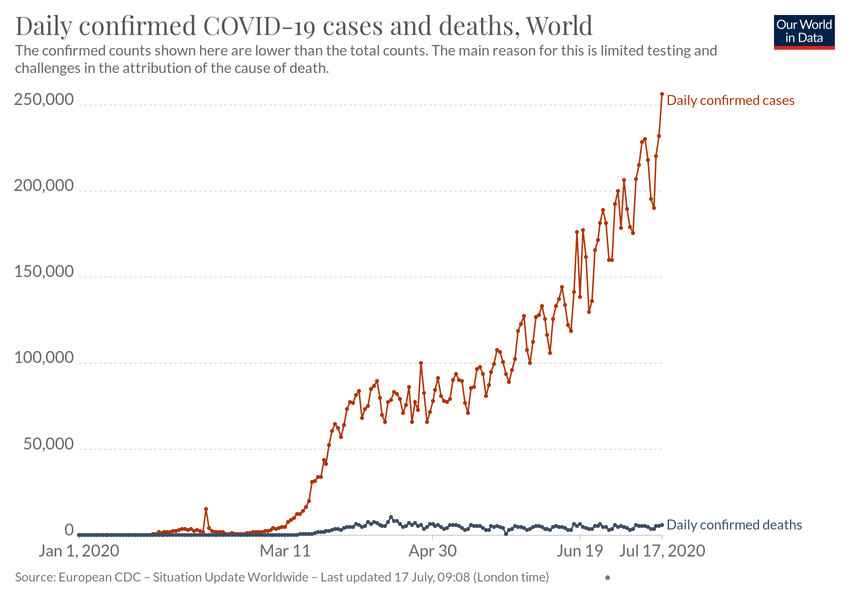 Daily confirmed COVID-19 cases and deaths, World
Our World
in Data
The confirmed counts shown here are lower than the total counts. The main reason for this is limited testing and
challenges in the attribution of the cause of death.
250,000
Daily confirmed cases
200,000
150,000
100,000
50,000
Daily confirmed deaths
0
Jan 1, 2020 Mar 11 Apr 30 Jun 19 Jul 17, 2020
Source: European CDC – Situation Update Worldwide – Last updated 17 July, 09:08 (London time)